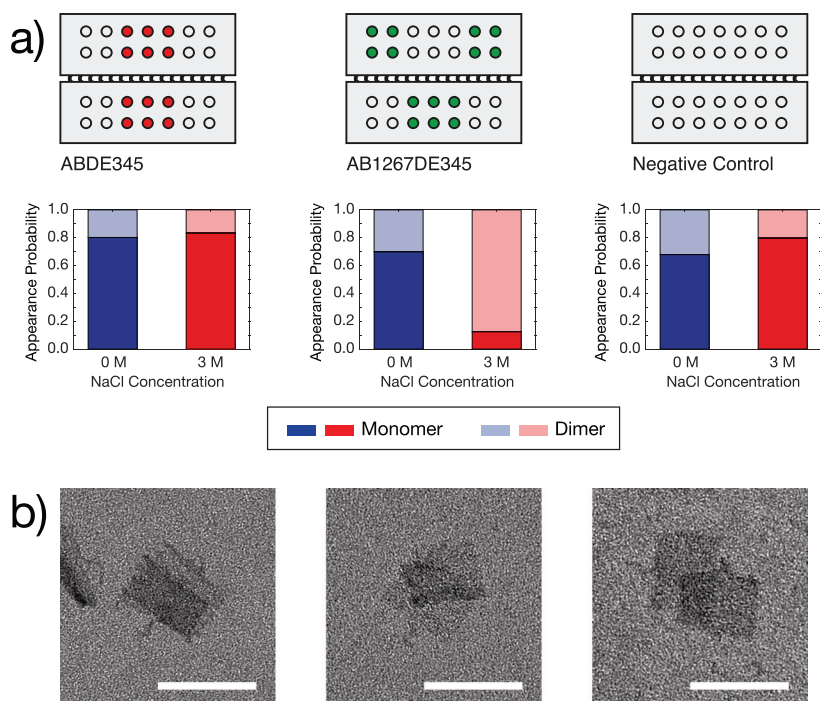 a)
ABDE345
AB1267DE345
Negative Control
Appearance Probability
1.0
0.8
0.6
0.4
0.2
0.0
0 M
3 M
NaCl Concentration
Appearance Probability
1.0
0.8
0.6
0.4
0.2
0.0
0 M
3 M
NaCl Concentration
Appearance Probability
1.0
0.8
0.6
0.4
0.2
0.0
0 M
3 M
NaCl Concentration
Monomer
Dimer
b)